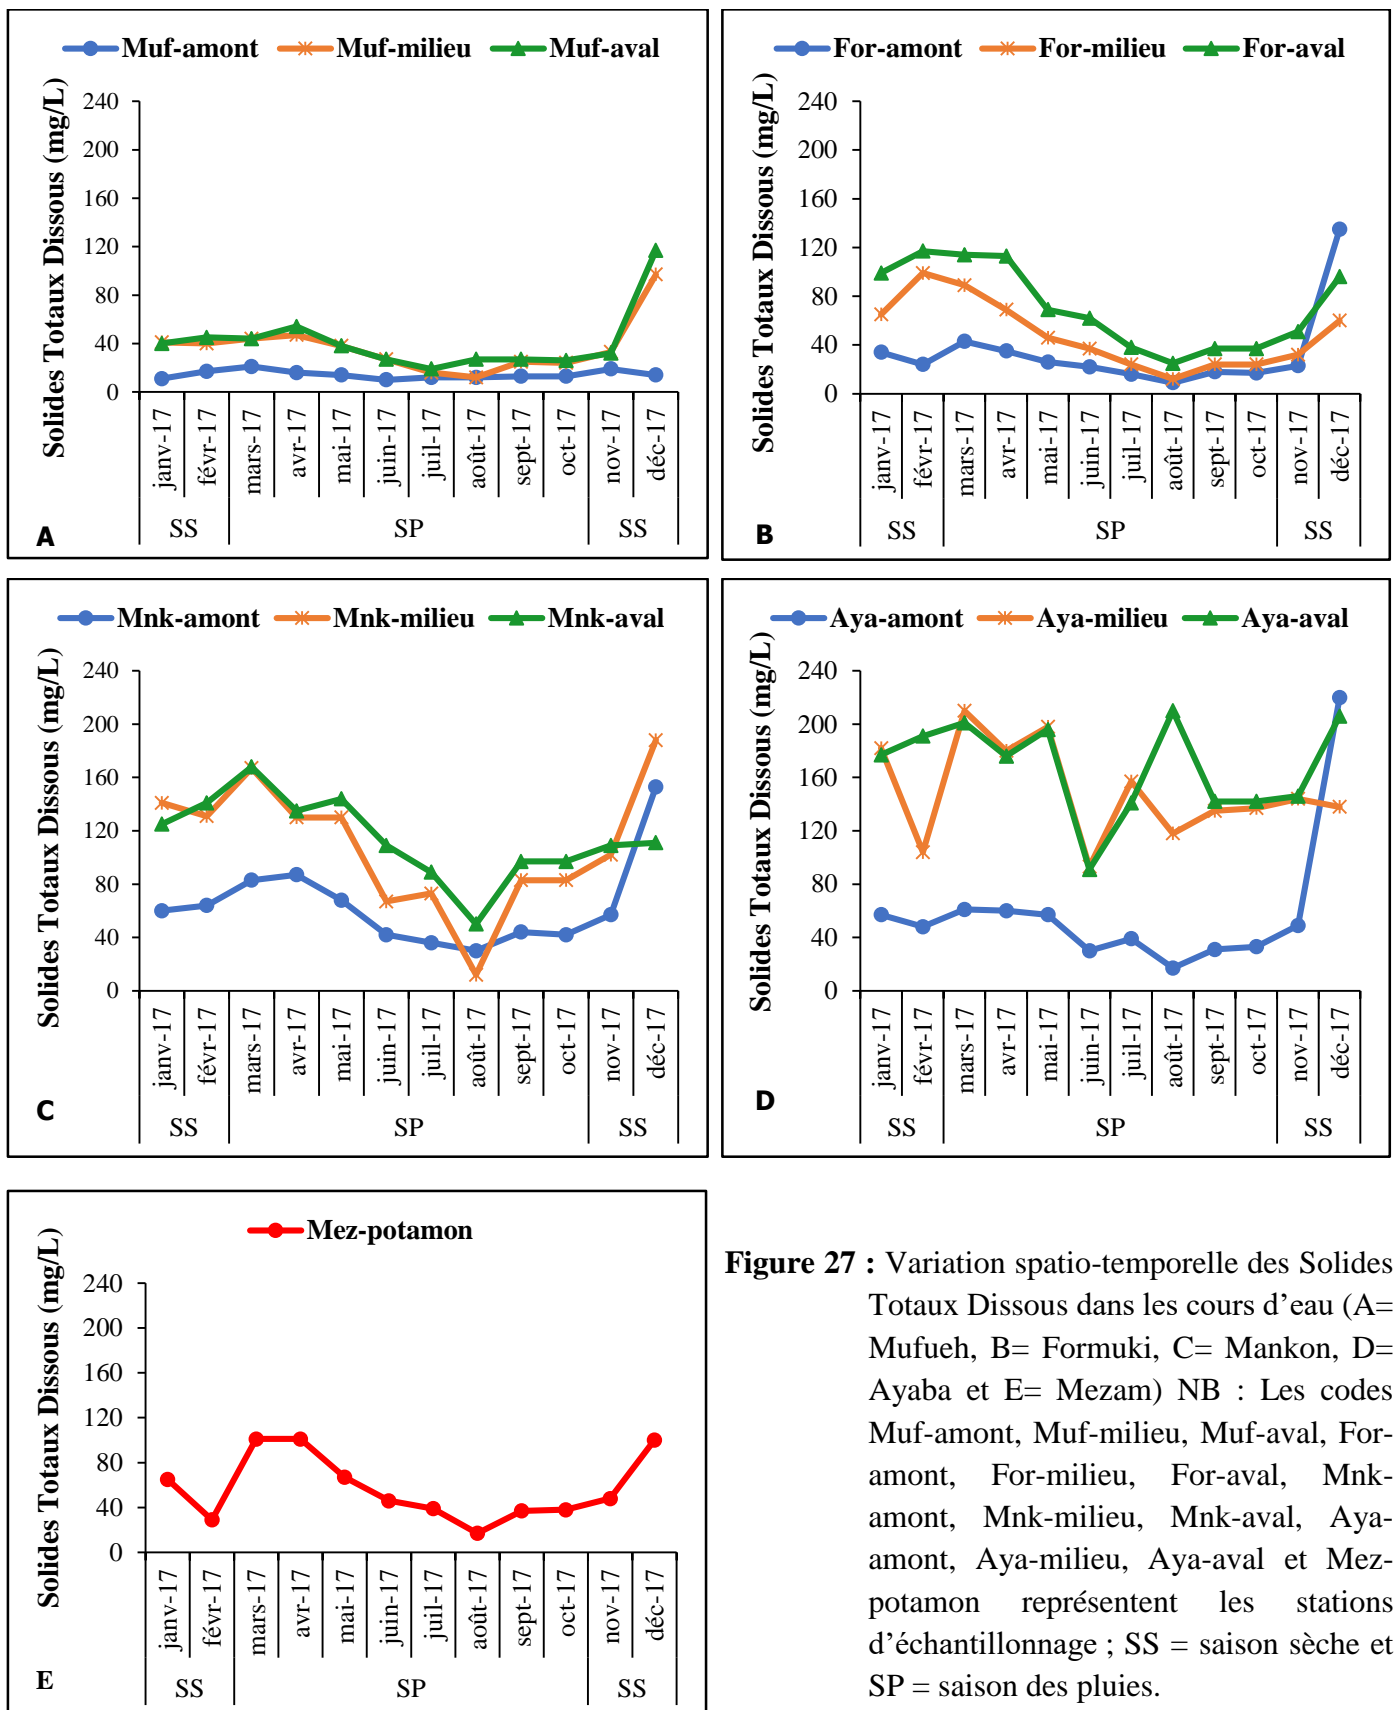 Muf-amont Muf-milieu Muf-aval
Solides Totaux Dissous (mg/L)
240
200
160
120
80
40
0
janv-17 févr-17 mars-17 avr-17 mai-17 juin-17 juil-17 août-17 sept-17 oct-17 nov-17 déc-17
SS SP SS
A
For-amont For-milieu For-aval
Solides Totaux Dissous (mg/L)
240
200
160
120
80
40
0
janv-17 févr-17 mars-17 avr-17 mai-17 juin-17 juil-17 août-17 sept-17 oct-17 nov-17 déc-17
SS SP SS
B
Mnk-amont Mnk-milieu Mnk-aval
Solides Totaux Dissous (mg/L)
240
200
160
120
80
40
0
janv-17 févr-17 mars-17 avr-17 mai-17 juin-17 juil-17 août-17 sept-17 oct-17 nov-17 déc-17
SS SP SS
C
Aya-amont Aya-milieu Aya-aval
Solides Totaux Dissous (mg/L)
240
200
160
120
80
40
0
janv-17 févr-17 mars-17 avr-17 mai-17 juin-17 juil-17 août-17 sept-17 oct-17 nov-17 déc-17
SS SP SS
D
Mez-potamon
Solides Totaux Dissous (mg/L)
240
200
160
120
80
40
0
janv-17 févr-17 mars-17 avr-17 mai-17 juin-17 juil-17 août-17 sept-17 oct-17 nov-17 déc-17
SS SP SS
E
Figure 27 : Variation spatio-temporelle des Solides
Totaux Dissous dans les cours d’eau (A=
Mufueh, B= Formuki, C= Mankon, D=
Ayaba et E= Mezam) NB : Les codes
Muf-amont, Muf-milieu, Muf-aval, For-
amont, For-milieu, For-aval, Mnk-
amont, Mnk-milieu, Mnk-aval, Aya-
amont, Aya-milieu, Aya-aval et Mez-
potamon représentent les stations
d’échantillonnage ; SS = saison sèche et
SP = saison des pluies.